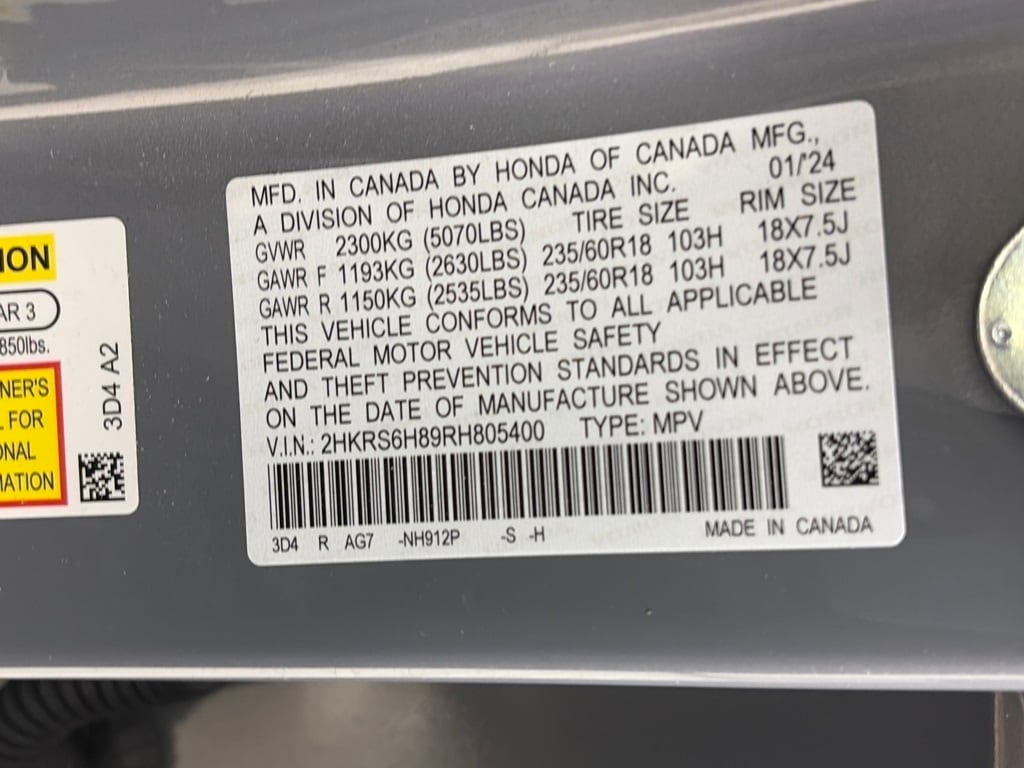 ION
AR 3
850lbs.
NER'S
L FOR
ONAL
MATION
3D4 A2
MFD. IN CANADA BY HONDA OF CANADA MFG.,
A DIVISION OF HONDA CANADA INC. 01/'24
GVWR 2300KG (5070LBS) TIRE SIZE RIM SIZE
GAWR F 1193KG (2630LBS) 235/60R18 103H 18X7.5J
GAWR R 1150KG (2535LBS) 235/60R18 103H 18X7.5J
THIS VEHICLE CONFORMS TO ALL APPLICABLE
FEDERAL MOTOR VEHICLE SAFETY
AND THEFT PREVENTION STANDARDS IN EFFECT
ON THE DATE OF MANUFACTURE SHOWN ABOVE.
V.I.N.: 2HKRS6H89RH805400 TYPE: MPV
3D4 R AG7 -NH912P -S -H MADE IN CANADA